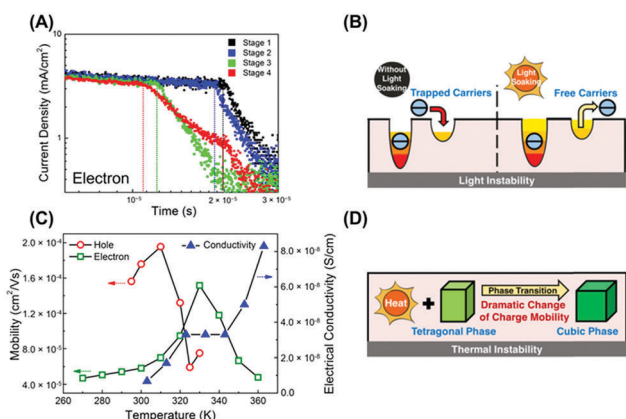 (A)
Current Density (mA/cm²)
10
1
Stage 1
Stage 2
Stage 3
Stage 4
Electron
10⁻⁵
2 x 10⁻⁵
3 x 10⁻⁵
Time (s)
(B)
Without
Light
Soaking
Trapped Carriers
Light
Soaking
Free Carriers
Light Instability
(C)
Mobility (cm²/Vs)
2.0 x 10⁻⁴
1.6 x 10⁻⁴
1.2 x 10⁻⁴
8.0 x 10⁻⁵
4.0 x 10⁻⁵
Hole
Electron
Conductivity
8.0 x 10⁻⁸
6.0 x 10⁻⁸
4.0 x 10⁻⁸
2.0 x 10⁻⁸
0.0
Electrical Conductivity (S/cm)
260 280 300 320 340 360
Temperature (K)
(D)
Heat
+
Phase Transition
Dramatic Change
of Charge Mobility
Tetragonal Phase
Cubic Phase
Thermal Instability